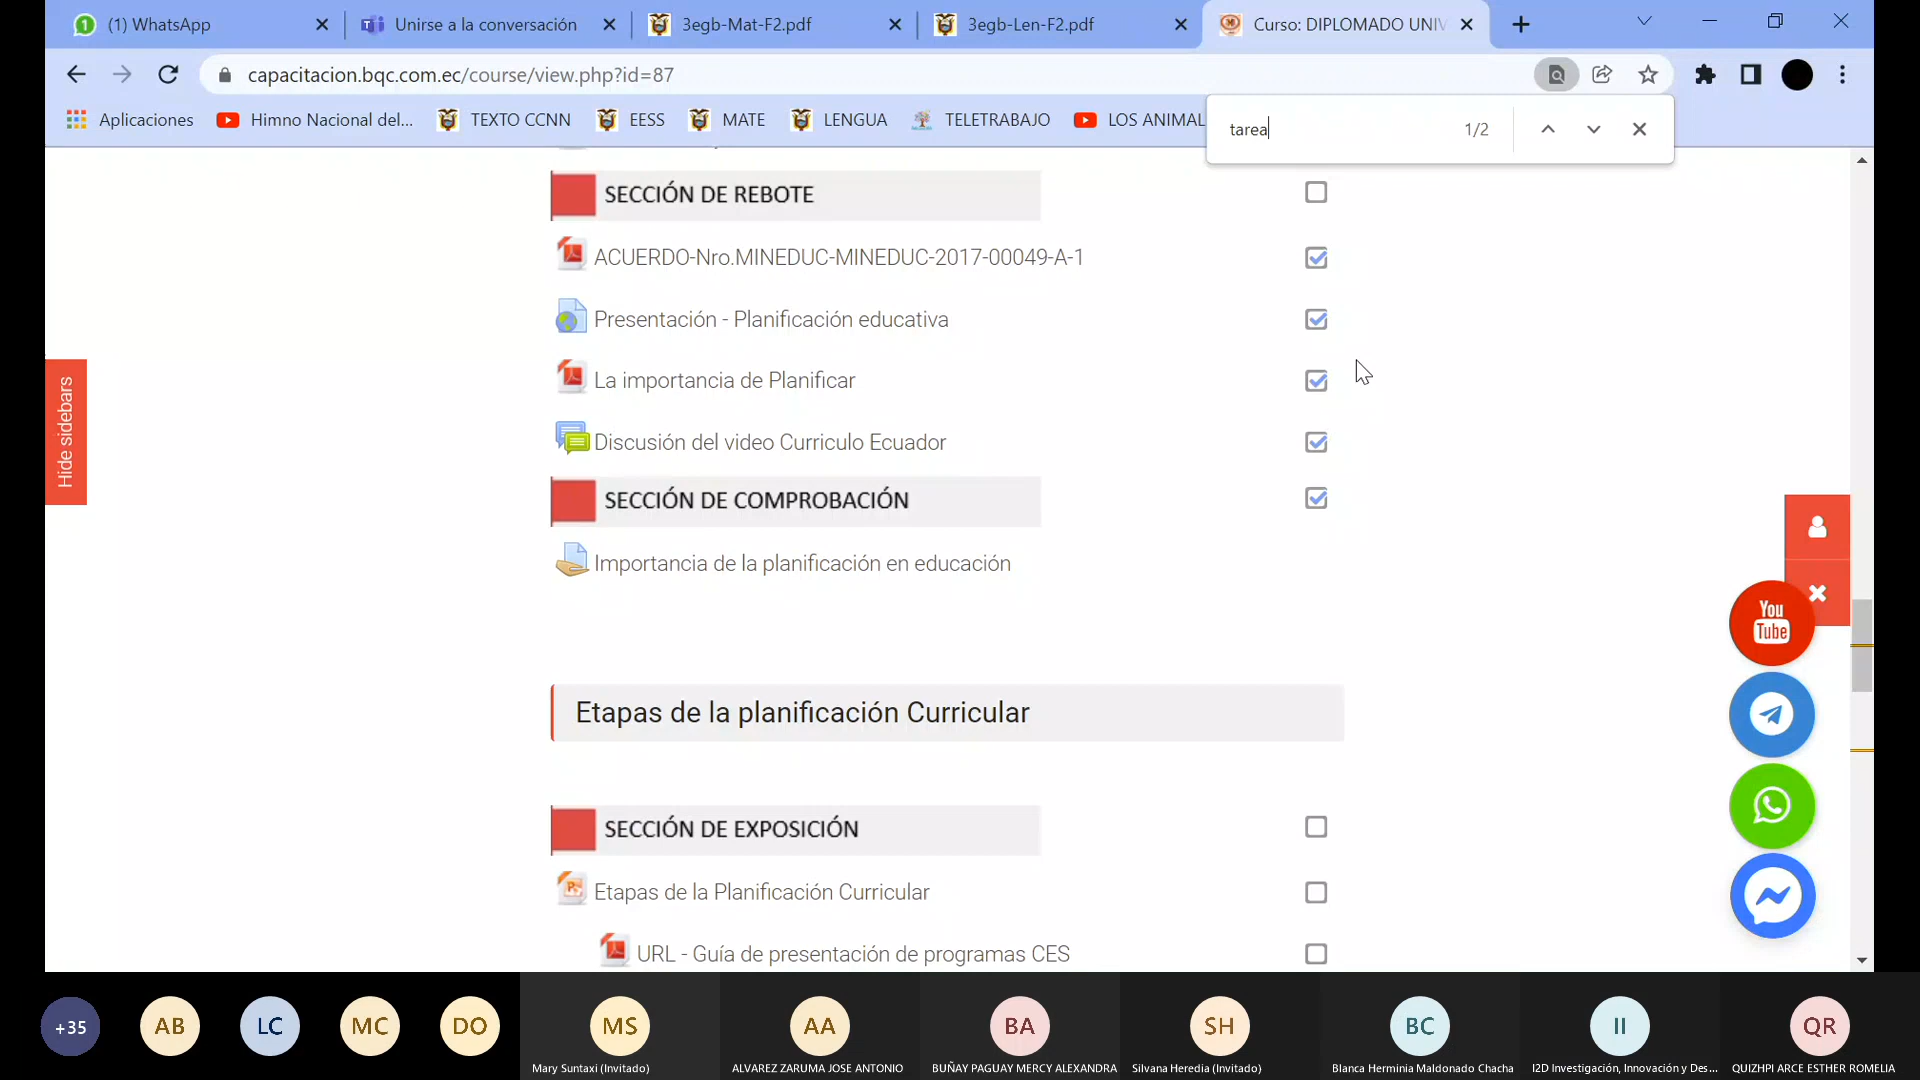 (1) WhatsApp
Unirse a la conversación
3egb-Mat-F2.pdf
3egb-Len-F2.pdf
Curso: DIPLOMADO UNIV
capacitacion.bqc.com.ec/course/view.php?id=87
Aplicaciones
Himno Nacional del...
TEXTO CCNN
EESS
MATE
LENGUA
TELETRABAJO
LOS ANIMAL
tarea
1/2
SECCIÓN DE REBOTE
ACUERDO-Nro.MINEDUC-MINEDUC-2017-00049-A-1
Presentación - Planificación educativa
La importancia de Planificar
Discusión del video Curriculo Ecuador
SECCIÓN DE COMPROBACIÓN
Importancia de la planificación en educación
Hide sidebars
You
Tube
Etapas de la planificación Curricular
SECCIÓN DE EXPOSICIÓN
Etapas de la Planificación Curricular
URL - Guía de presentación de programas CES
+35
AB
LC
MC
DO
MS
AA
BA
SH
BC
II
QR
Mary Suntaxi (Invitado)
ALVAREZ ZARUMA JOSE ANTONIO
BUÑAY PAGUAY MERCY ALEXANDRA
Silvana Heredia (Invitado)
Blanca Herminia Maldonado Chacha
I2D Investigación, Innovación y Des...
QUIZHPI ARCE ESTHER ROMELIA